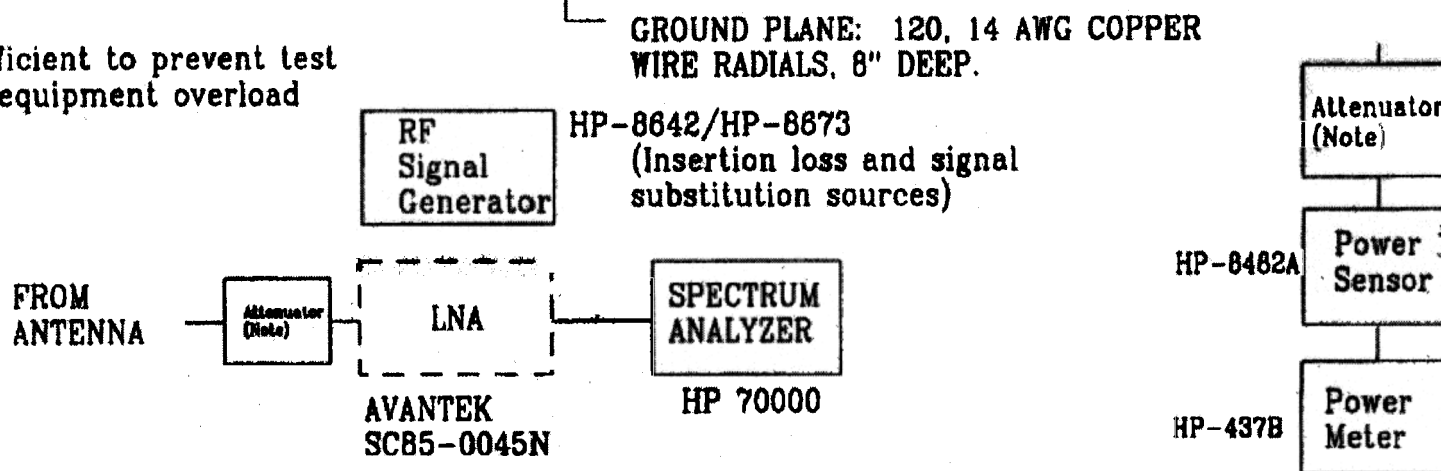 GROUND PLANE: 120, 14 AWG COPPER
WIRE RADIALS, 8" DEEP.
to prevent test
equipment overload
RF
Signal
Generator
HP-8642/HP-8673
(Insertion loss and signal
substitution sources)
FROM
ANTENNA
Attenuator
(Note)
LNA
AVANTEK
SC85-0045N
SPECTRUM
ANALYZER
HP 70000
Attenuator
(Note)
HP-8482A
Power
Sensor
HP-437B
Power
Meter